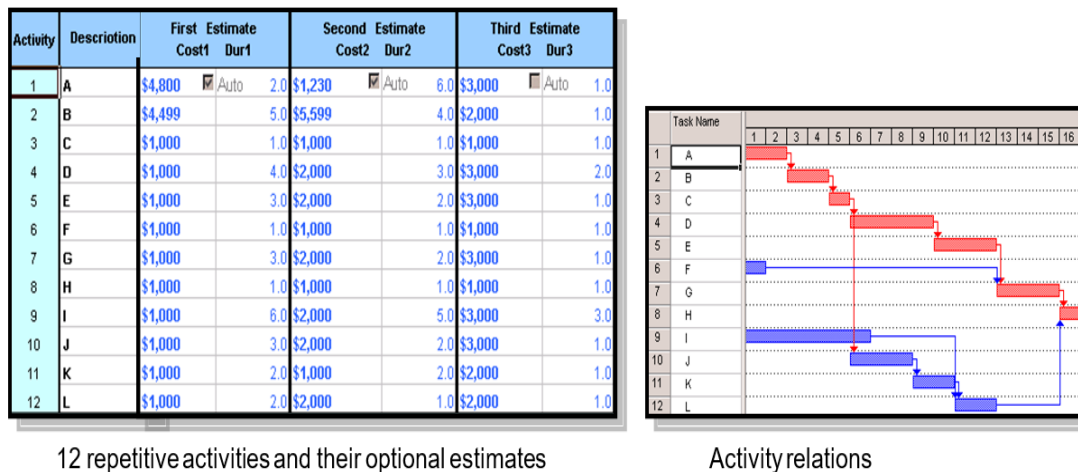 Activity Descriotion First Estimate Second Estimate Third Estimate
Cost1 Dur1 Cost2 Dur2 Cost3 Dur3
1 A $4,800 Auto 2.0 $1,230 Auto 6.0 $3,000 Auto 1.0
2 B $4,499 5.0 $5,599 4.0 $2,000 1.0
3 C $1,000 1.0 $1,000 1.0 $1,000 1.0
4 D $1,000 4.0 $2,000 3.0 $3,000 2.0
5 E $1,000 3.0 $2,000 2.0 $3,000 1.0
6 F $1,000 1.0 $1,000 1.0 $1,000 1.0
7 G $1,000 3.0 $2,000 2.0 $3,000 1.0
8 H $1,000 1.0 $1,000 1.0 $1,000 1.0
9 I $1,000 6.0 $2,000 5.0 $3,000 3.0
10 J $1,000 3.0 $2,000 2.0 $3,000 1.0
11 K $1,000 2.0 $1,000 2.0 $2,000 1.0
12 L $1,000 2.0 $2,000 1.0 $2,000 1.0
12 repetitive activities and their optional estimates
Task Name
1 2 3 4 5 6 7 8 9 10 11 12 13 14 15 16
1 A
2 B
3 C
4 D
5 E
6 F
7 G
8 H
9 I
10 J
11 K
12 L
Activity relations